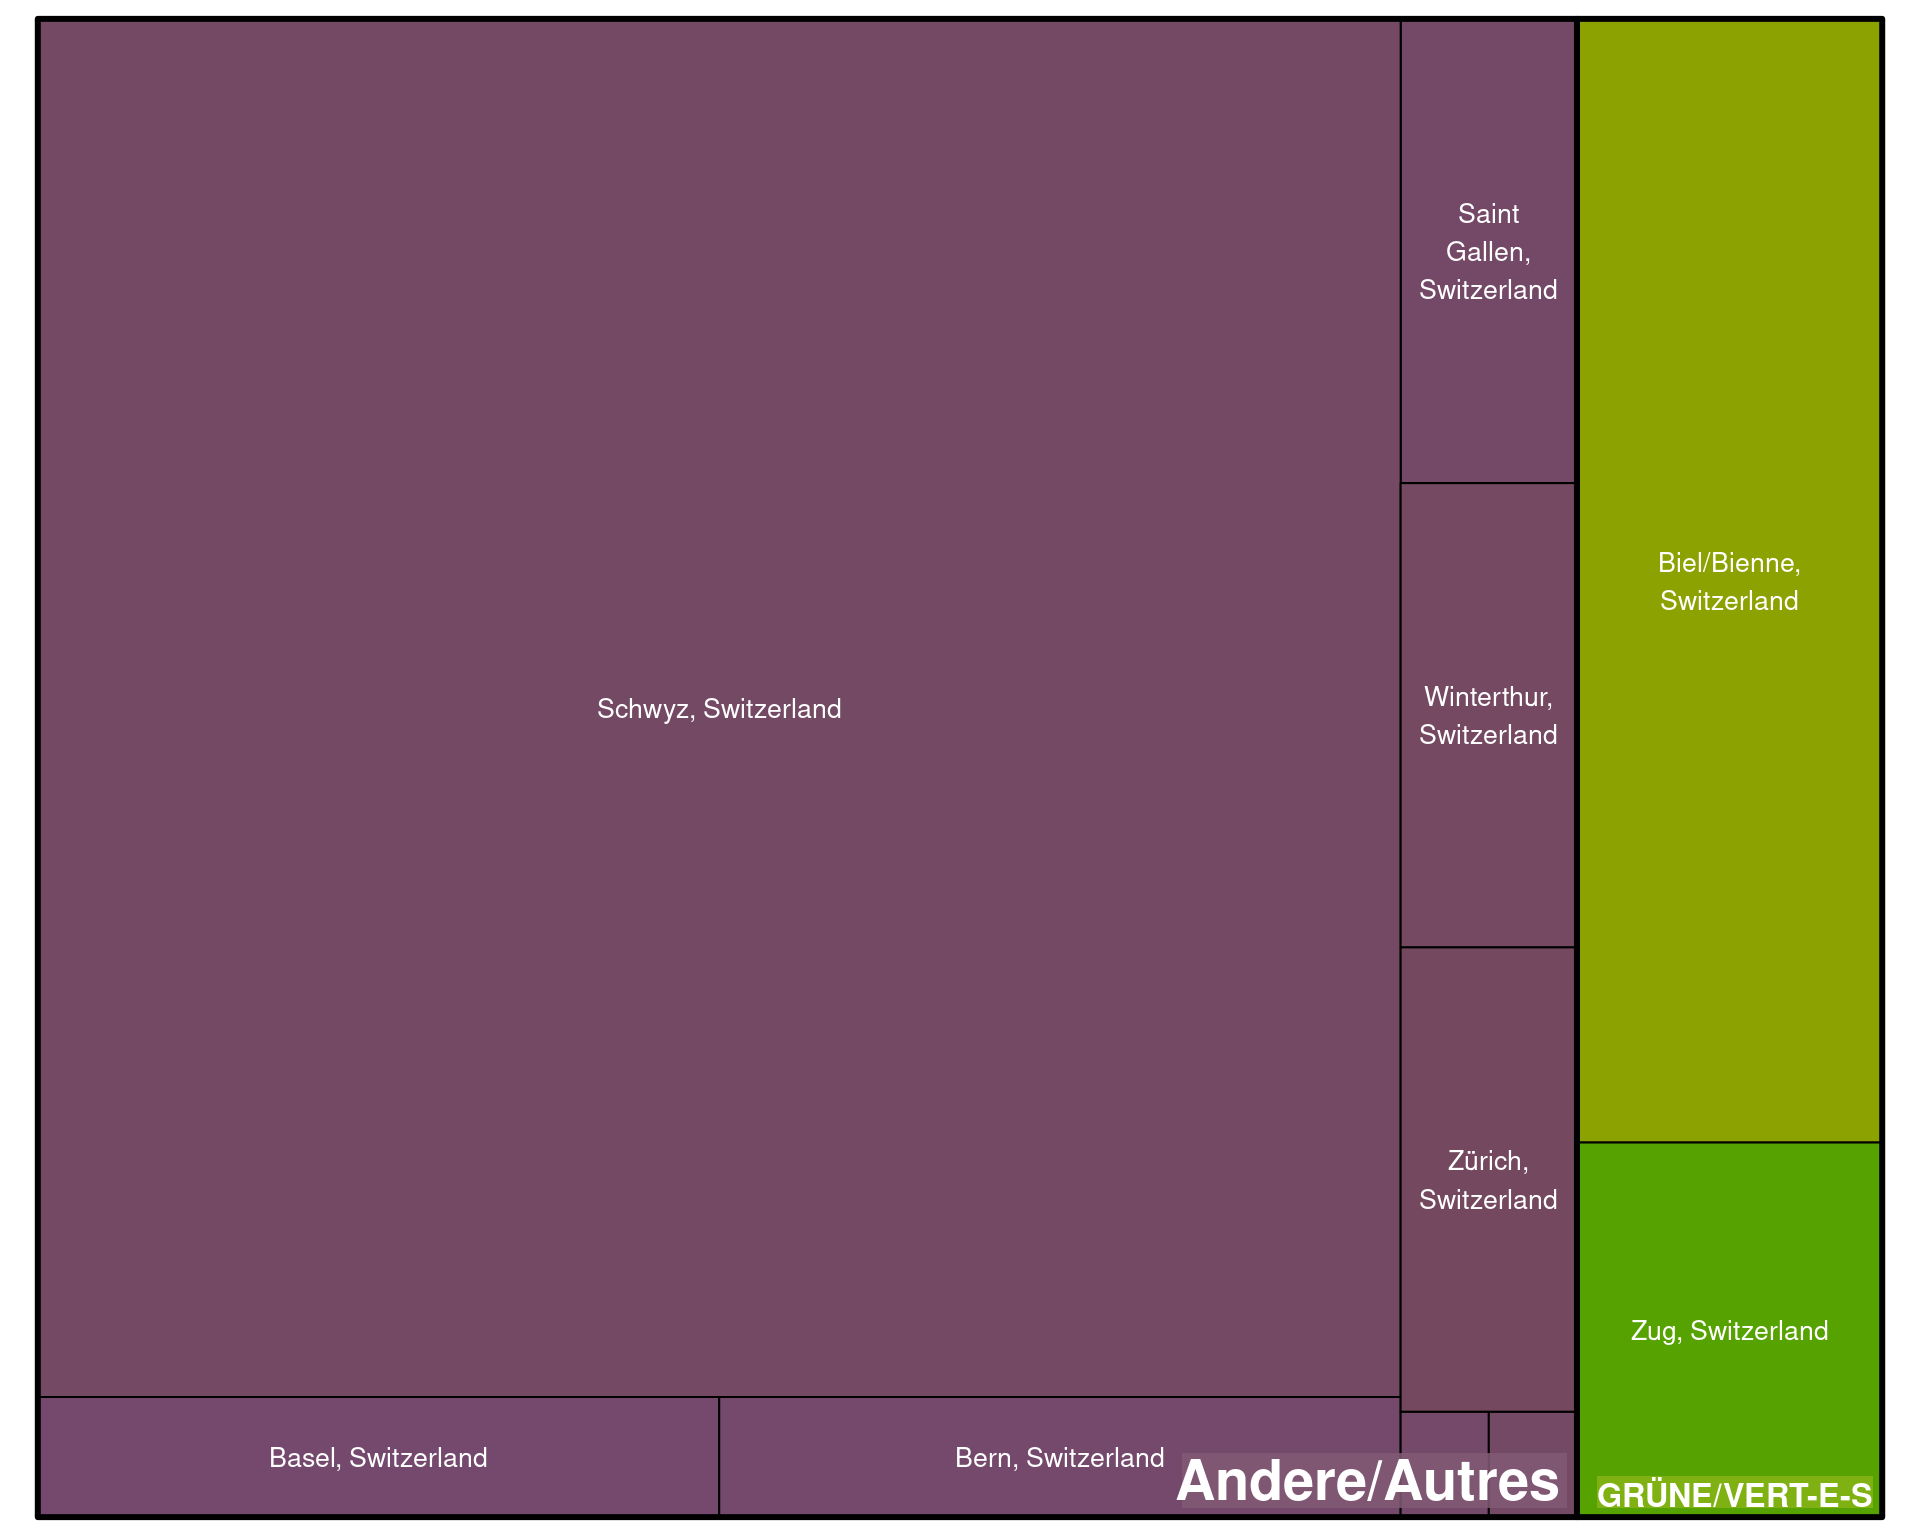 Schwyz, Switzerland
Basel, Switzerland
Bern, Switzerland
Saint
Gallen,
Switzerland
Winterthur,
Switzerland
Zürich,
Switzerland
Andere/Autres
Biel/Bienne,
Switzerland
Zug, Switzerland
GRÜNE/VERT-E-S